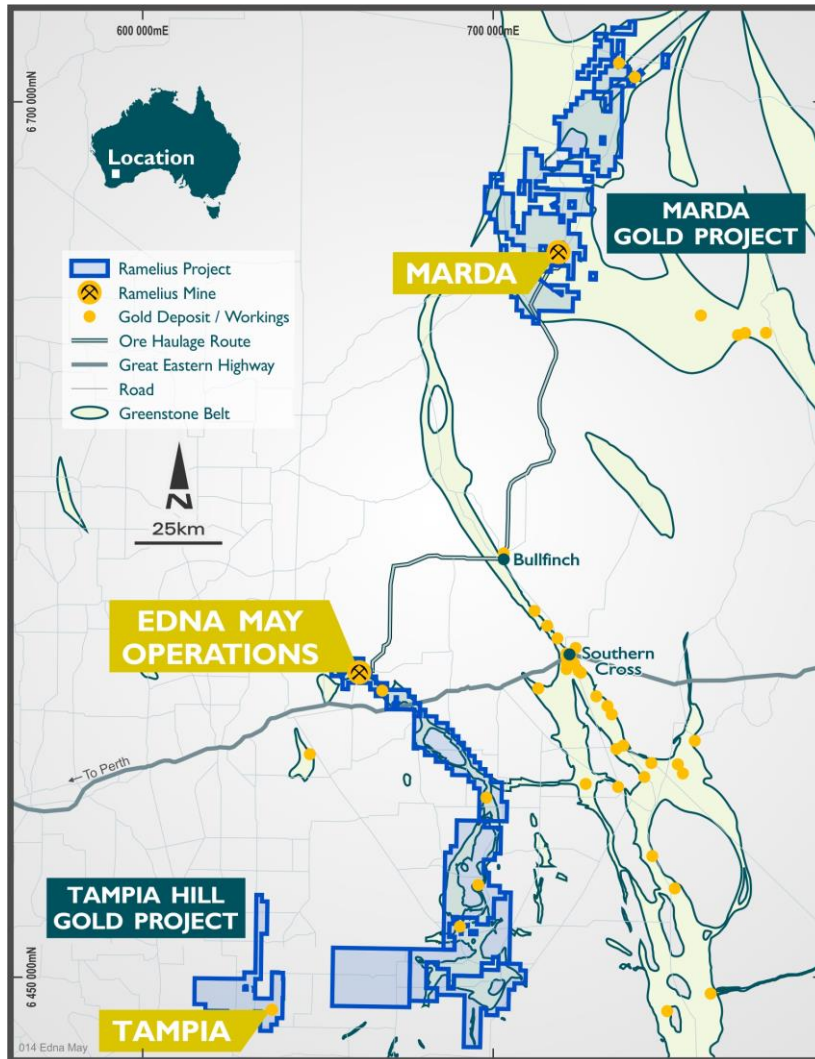 600 000mE
700 000mE
6 700 000mN
Location
Ramelius Project
Ramelius Mine
Gold Deposit / Workings
Ore Haulage Route
Great Eastern Highway
Road
Greenstone Belt
N
25km
MARDA
GOLD PROJECT
MARDA
Bullfinch
EDNA MAY
OPERATIONS
Southern
Cross
To Perth
TAMPIA HILL
GOLD PROJECT
6 450 000mN
TAMPIA
014 Edna May